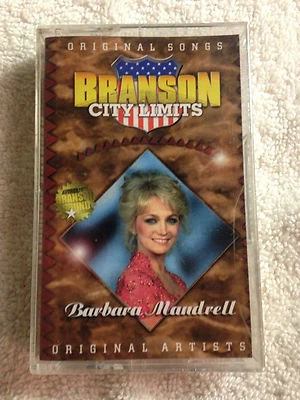 ORIGINAL SONGS
BRANSON
CITY LIMITS
Barbara Mandrell
ORIGINAL ARTISTS